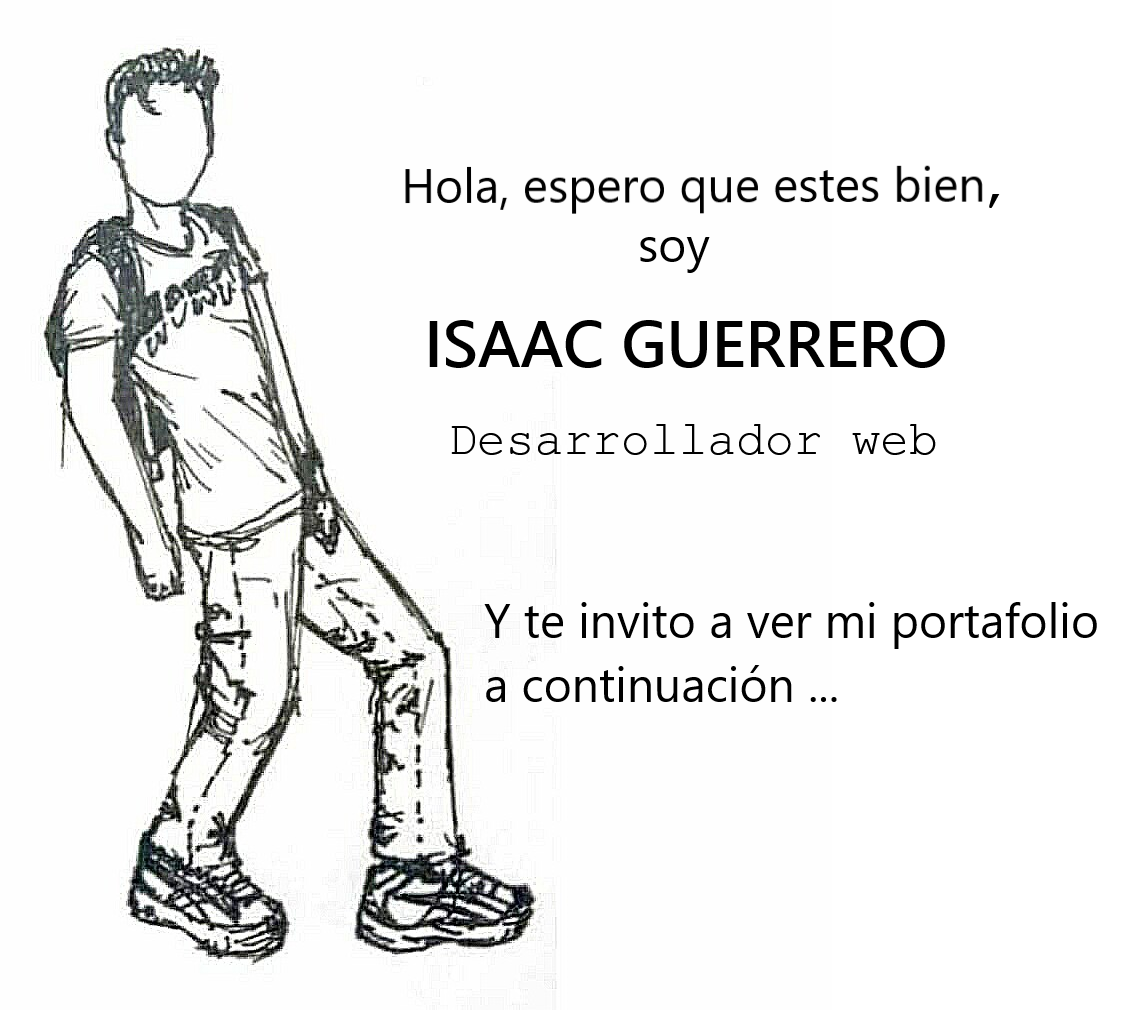 Hola, espero que estes bien,
soy
ISAAC GUERRERO
Desarrollador web
Y te invito a ver mi portafolio
a continuación ...